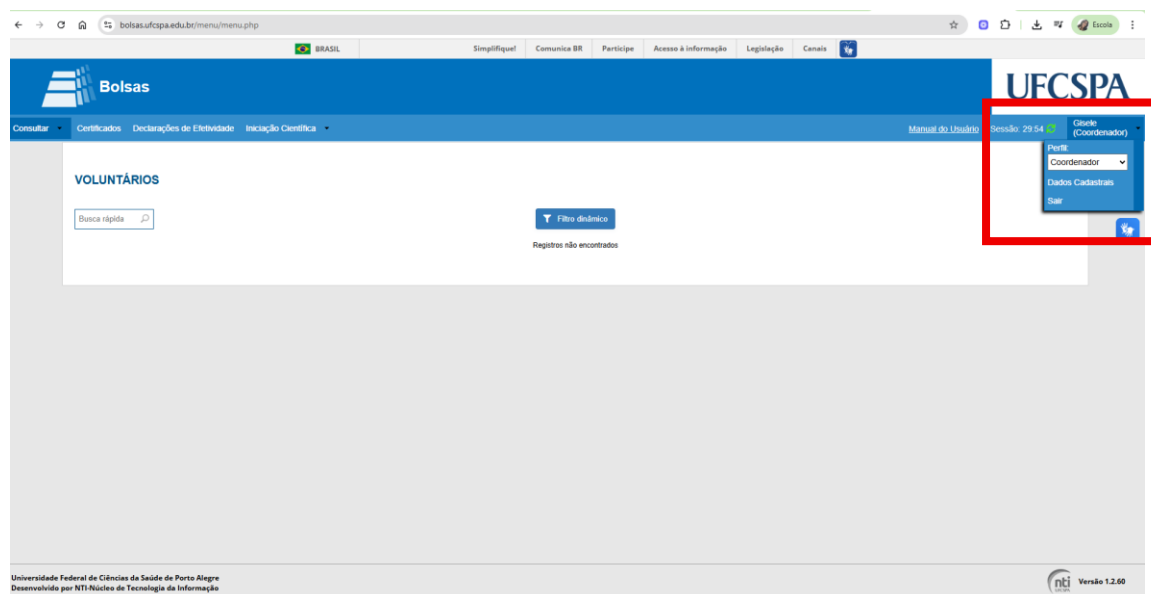 bolsas.ufcspa.edu.br/menu/menu.php
Escola
BRASIL
Simplifique!
Comunica BR
Participe
Acesso à informação
Legislação
Canais
Bolsas
UFCSPA
Consultar
Certificados
Declarações de Efetividade
Iniciação Científica
Manual do Usuário
Sessão: 29:54
Gisele
(Coordenador)
Perfil:
Coordenador
Dados Cadastrais
Sair
VOLUNTÁRIOS
Busca rápida
Filtro dinâmico
Registros não encontrados
Universidade Federal de Ciências da Saúde de Porto Alegre
Desenvolvido por NTI-Núcleo de Tecnologia da Informação
nti
UFCSPA
Versão 1.2.60